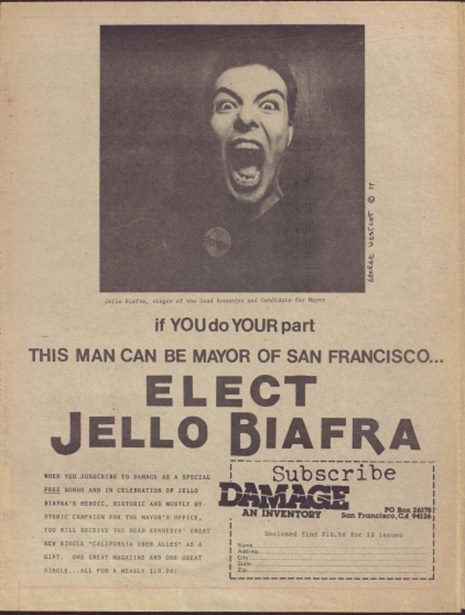 GEORGE WESTCOT © 79
Jello Biafra, singer of the Dead Kennedys and Candidate for Mayor
if YOU do YOUR part
THIS MAN CAN BE MAYOR OF SAN FRANCISCO...
ELECT
JELLO BIAFRA
WHEN YOU SUBSCRIBE TO DAMAGE AS A SPECIAL
FREE BONUS AND IN CELEBRATION OF JELLO
BIAFRA'S HEROIC, HISTORIC AND MOSTLY HY-
STERIC CAMPAIGN FOR THE MAYOR'S OFFICE,
YOU WILL RECEIVE THE DEAD KENNEDYS' GREAT
NEW SINGLE "CALIFORNIA UBER ALLES" AS A
GIFT. ONE GREAT MAGAZINE AND ONE GREAT
SINGLE...ALL FOR A MEASLY $10.00!
Subscribe
DAMAGE
AN INVENTORY
PO Box 26178
San Francisco, CA 94126
Enclosed find $10.00 for 12 issues
Name
Address
City
State
Zip